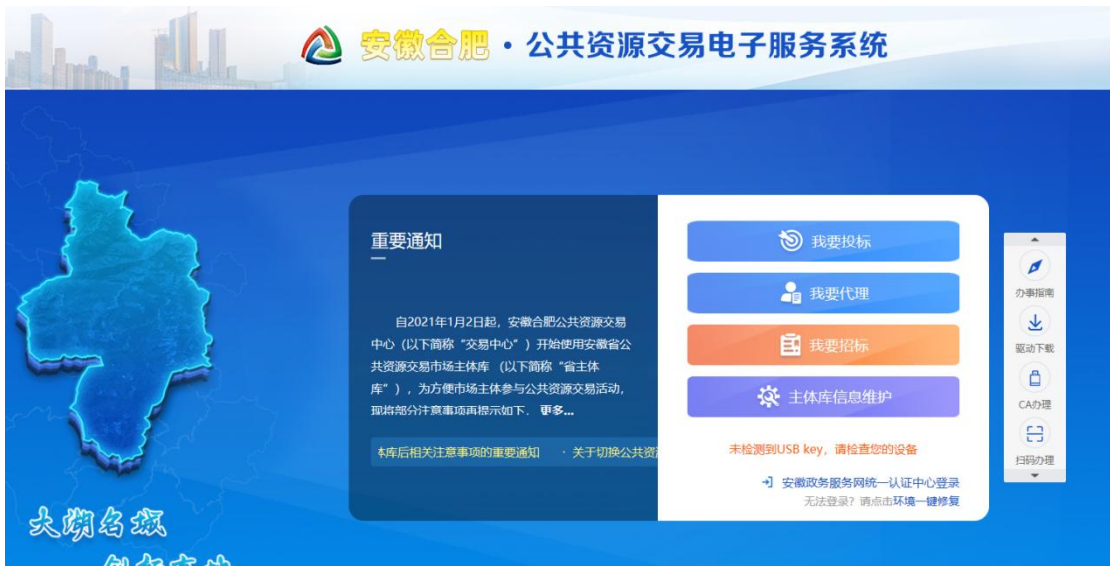 安徽合肥·公共资源交易电子服务系统
重要通知
自2021年1月2日起，安徽合肥公共资源交易
中心（以下简称“交易中心”）开始使用安徽省公
共资源交易市场主体库 （以下简称“省主体
库”），为方便市场主体参与公共资源交易活动，
现将部分注意事项再提示如下。 更多...
本库后相关注意事项的重要通知 · 关于切换公共资
我要投标
我要代理
我要招标
主体库信息维护
未检测到USB key，请检查您的设备
安徽政务服务网统一认证中心登录
无法登录？请点击环境一键修复
办事指南
驱动下载
CA办理
扫码办理
大湖名城
创新高地